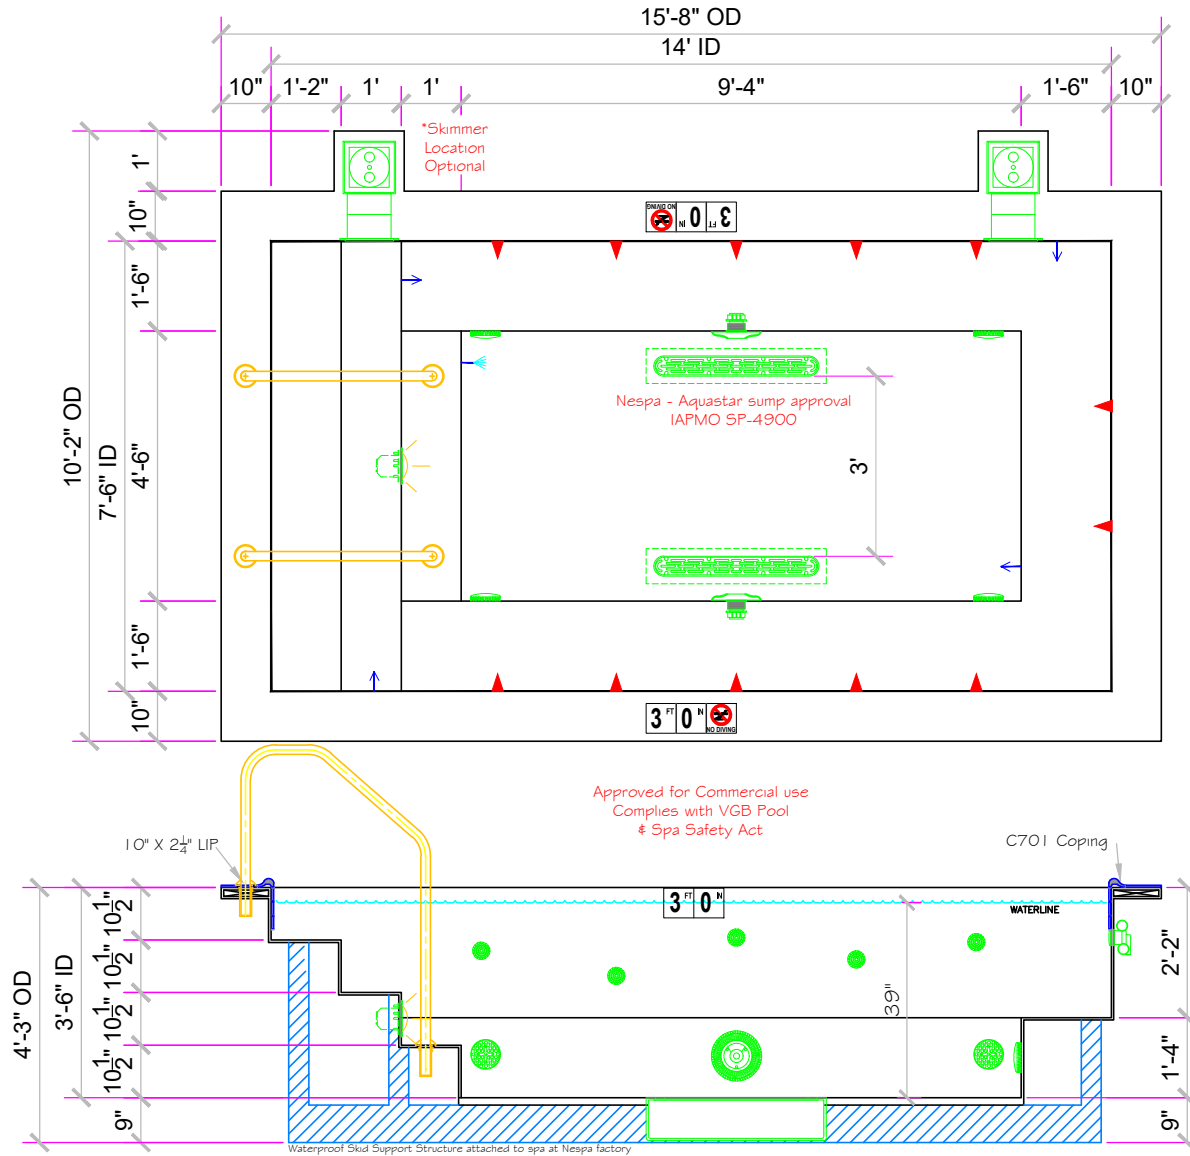 15'-8" OD
14' ID
10" 1'-2" 1' 1' 9'-4" 1'-6" 10"
*Skimmer
Location
Optional
1'
10"
1'-6"
4'-6"
1'-6"
10"
10'-2" OD
7'-6" ID
3 FT 0 IN NO DIVING
Nespa - Aquastar sump approval
IAPMO SP-4900
3'
3 FT 0 IN NO DIVING
Approved for Commercial use
Complies with VGB Pool
& Spa Safety Act
10" X 2¼" LIP
C701 Coping
3 FT 0 IN
WATERLINE
4'-3" OD
3'-6" ID
10½"
10½"
10½"
10½"
9"
39"
2'-2"
1'-4"
9"
Waterproof Skid Support Structure attached to spa at Nespa factory